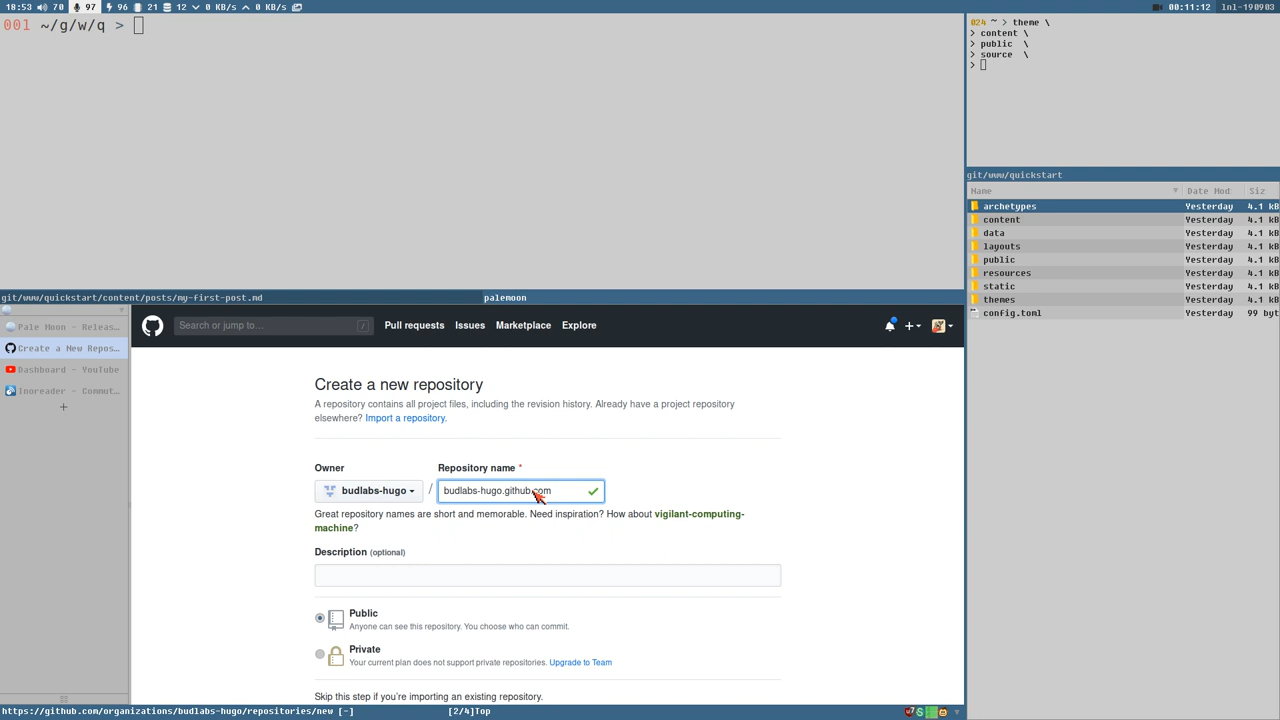 18:53 70 97 96 21 12 0 KB/s 0 KB/s
00:11:12 lnl-190903
001 ~/g/w/q >
024 ~ > theme \
> content \
> public \
> source \
>
git/www/quickstart
Name Date Mod Siz
archetypes Yesterday 4.1 kB
content Yesterday 4.1 kB
data Yesterday 4.1 kB
layouts Yesterday 4.1 kB
public Yesterday 4.1 kB
resources Yesterday 4.1 kB
static Yesterday 4.1 kB
themes Yesterday 4.1 kB
config.toml Yesterday 99 byt
git/www/quickstart/content/posts/my-first-post.md
palemoon
Pale Moon - Releas...
Create a New Repos...
Dashboard - YouTube
Inoreader - Commut...
Search or jump to… /
Pull requests Issues Marketplace Explore
Create a new repository
A repository contains all project files, including the revision history. Already have a project repository
elsewhere? Import a repository.
Owner Repository name *
budlabs-hugo / budlabs-hugo.github.com
Great repository names are short and memorable. Need inspiration? How about vigilant-computing-
machine?
Description (optional)
Public
Anyone can see this repository. You choose who can commit.
Private
Your current plan does not support private repositories. Upgrade to Team
Skip this step if you're importing an existing repository.
https://github.com/organizations/budlabs-hugo/repositories/new [-] [2/4]Top